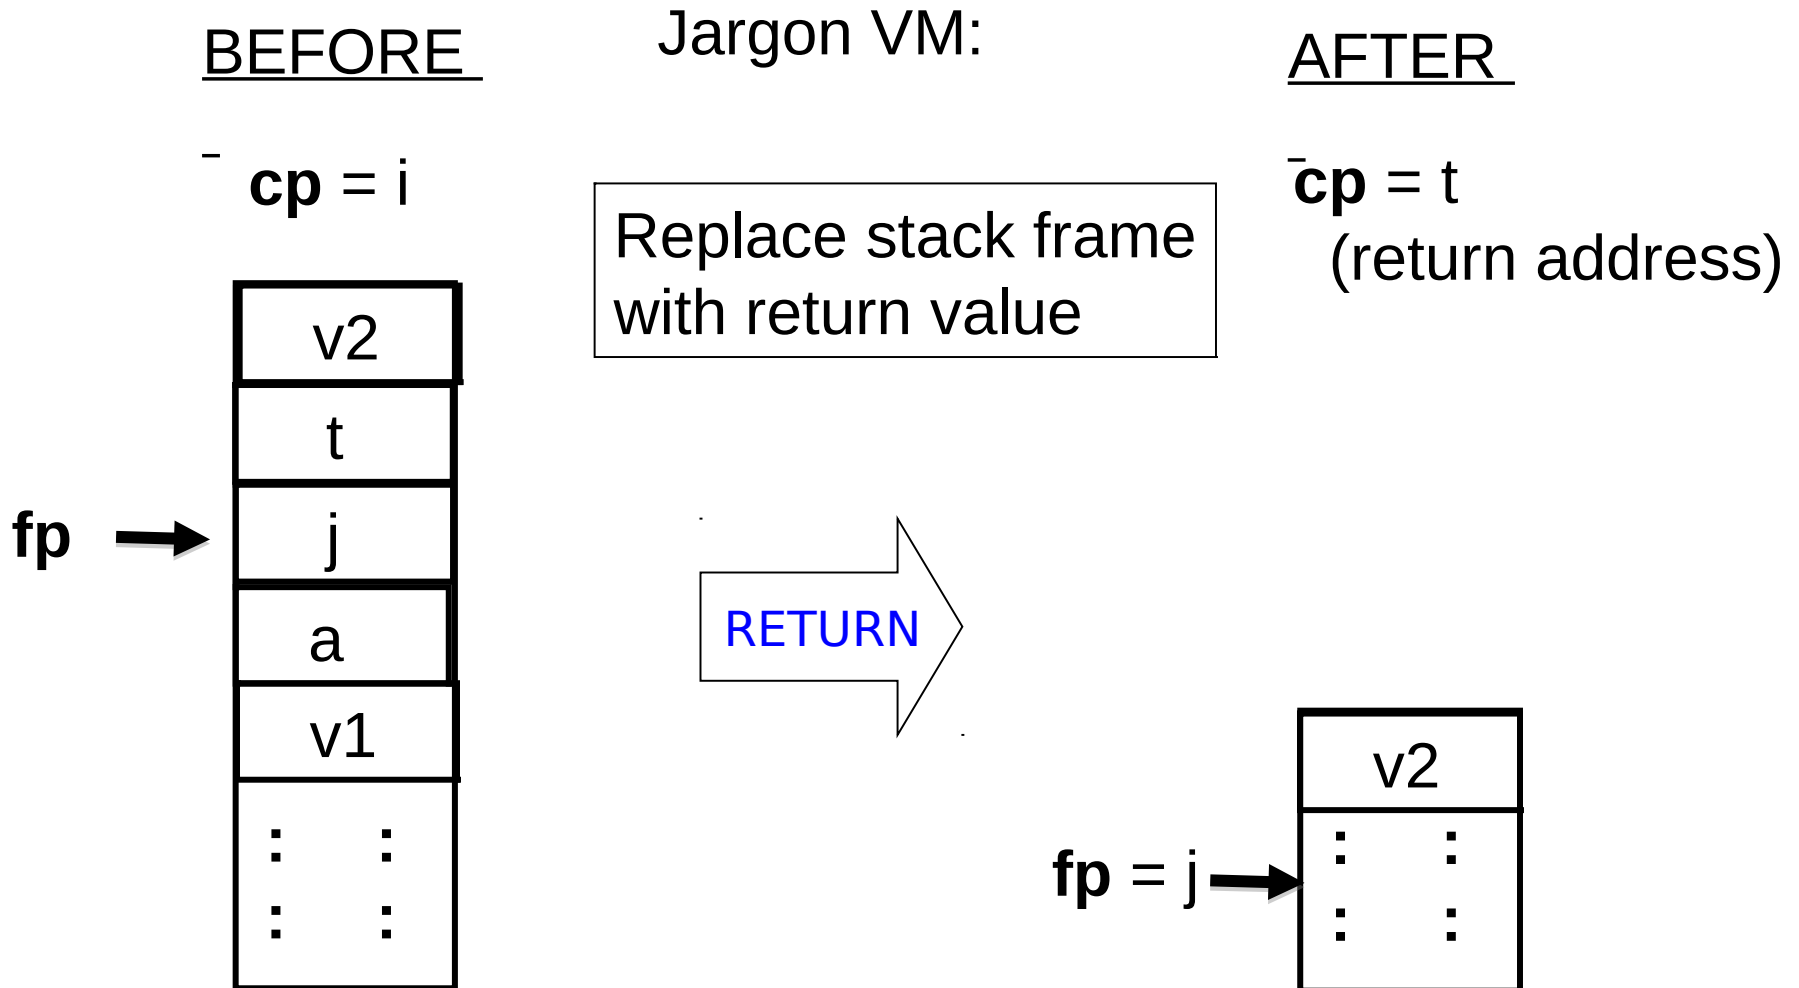 BEFORE
Jargon VM:
AFTER
cp = i
cp = t
(return address)
Replace stack frame
with return value
v2
t
fp
j
a
v1
: :
: :
RETURN
v2
fp = j
: :
: :